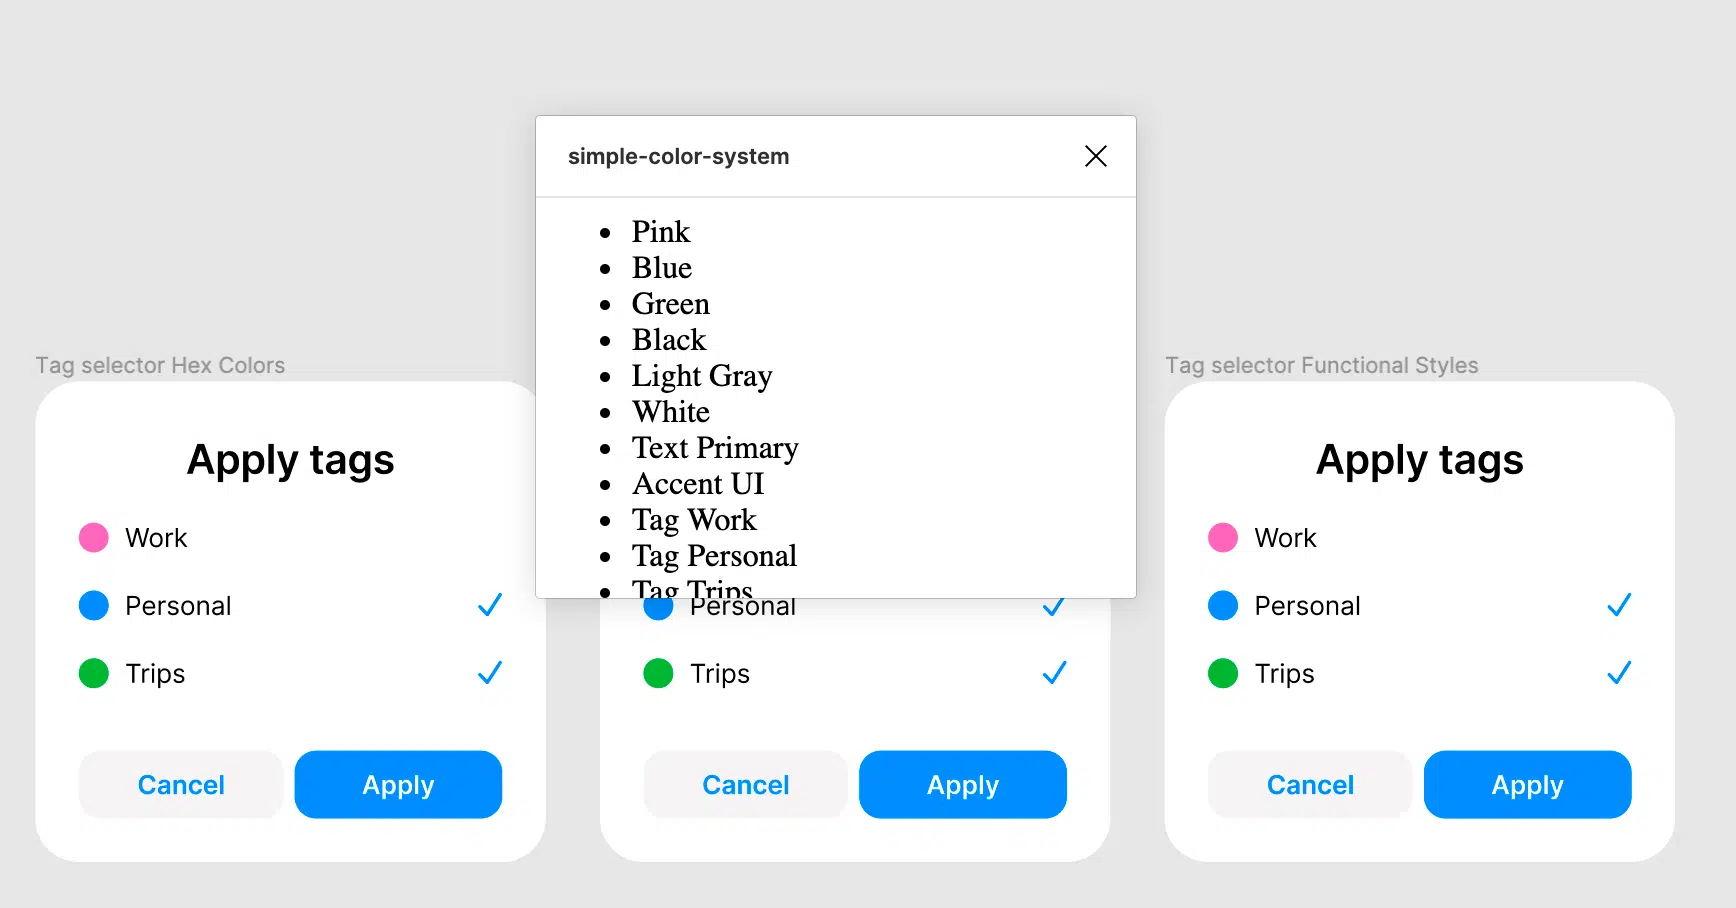 simple-color-system
• Pink
• Blue
• Green
• Black
• Light Gray
• White
• Text Primary
• Accent UI
• Tag Work
• Tag Personal
• Tag Trips
Tag selector Hex Colors
Apply tags
Work
Personal
Trips
Cancel
Apply
Personal
Trips
Cancel
Apply
Tag selector Functional Styles
Apply tags
Work
Personal
Trips
Cancel
Apply